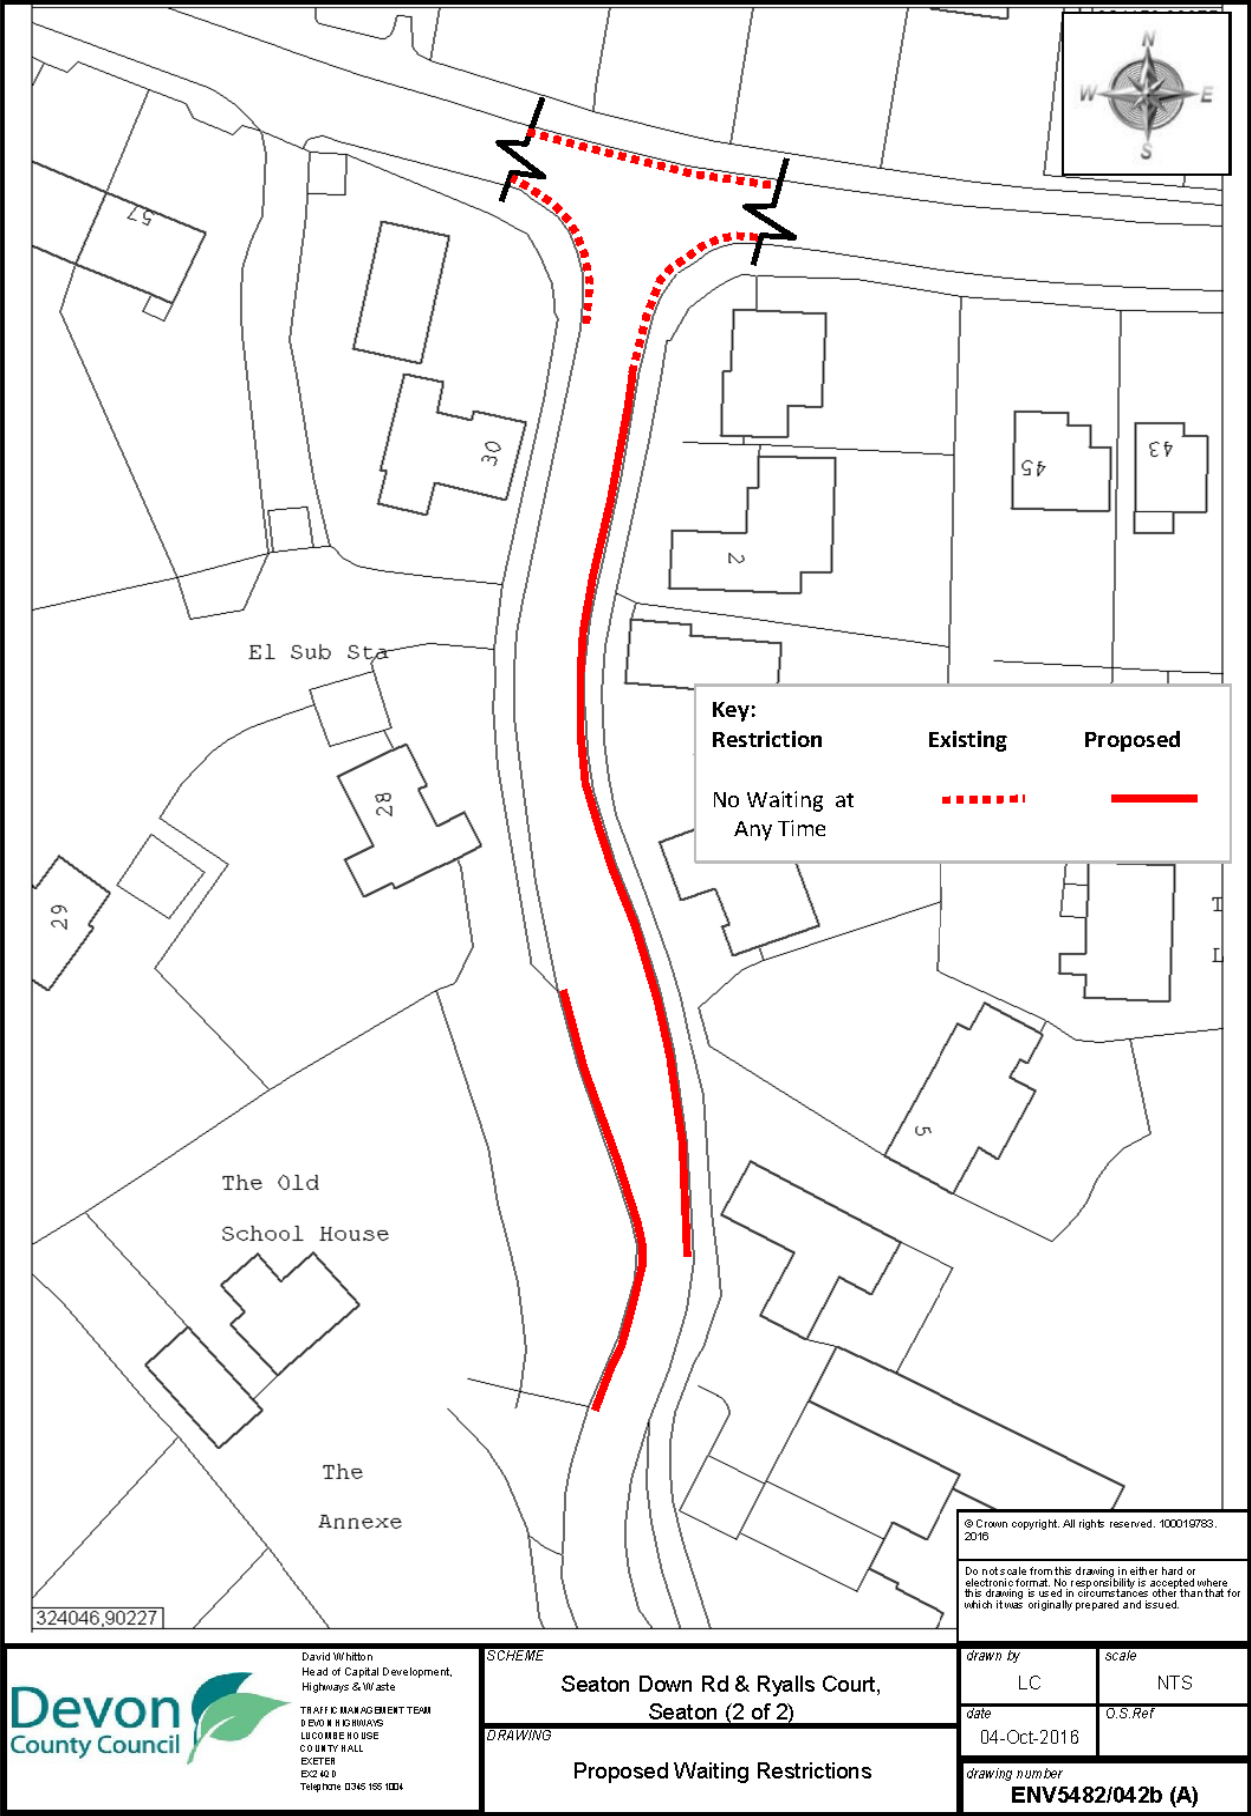 N
W E
S
57
30
2
45
43
El Sub Sta
Key:
Restriction Existing Proposed
No Waiting at
Any Time
28
29
T
L
5
The Old
School House
The
Annexe
324046,90227
© Crown copyright. All rights reserved. 100019783.
2016
Do not scale from this drawing in either hard or
electronic format. No responsibility is accepted where
this drawing is used in circumstances other than that for
which it was originally prepared and issued.
Devon
County Council
David Whitton
Head of Capital Development,
Highways & Waste
TRAFFIC MANAGEMENT TEAM
DEVON HIGHWAYS
LUCOMBE HOUSE
COUNTY HALL
EXETER
EX2 4QD
Telephone 0345 155 1004
SCHEME
Seaton Down Rd & Ryalls Court,
Seaton (2 of 2)
DRAWING
Proposed Waiting Restrictions
drawn by
LC
scale
NTS
date
04-Oct-2016
O.S.Ref
drawing number
ENV5482/042b (A)